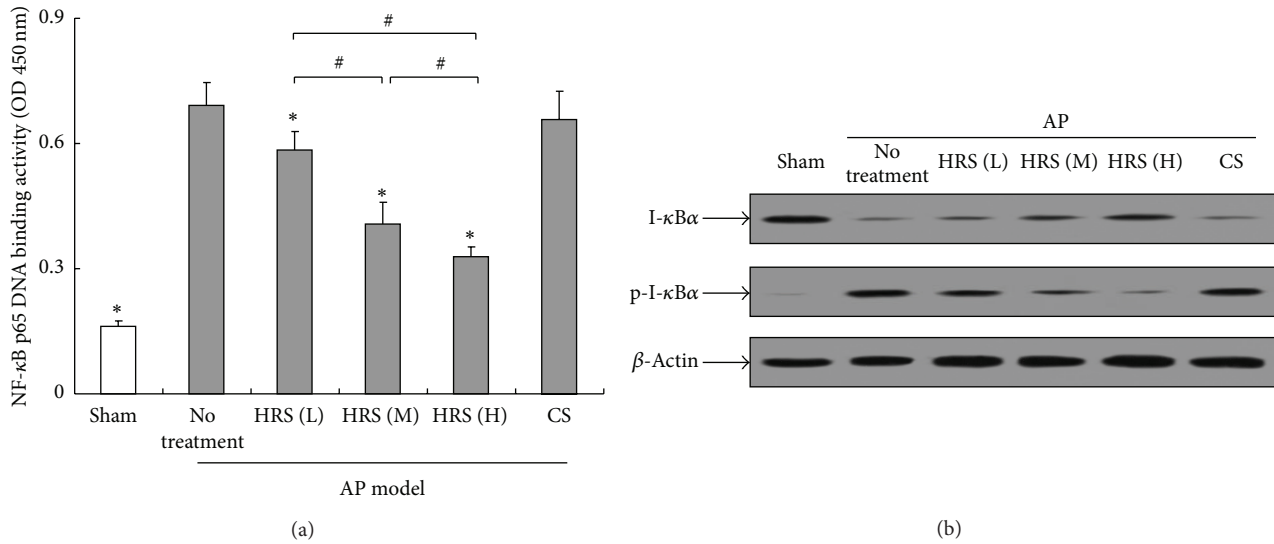 NF-κB p65 DNA binding activity (OD 450 nm)
0.9
0.6
0.3
0
#
#
#
*
*
*
*
Sham
No
treatment
HRS (L)
HRS (M)
HRS (H)
CS
AP model
(a)
AP
Sham
No
treatment
HRS (L)
HRS (M)
HRS (H)
CS
I-κBα
p-I-κBα
β-Actin
(b)